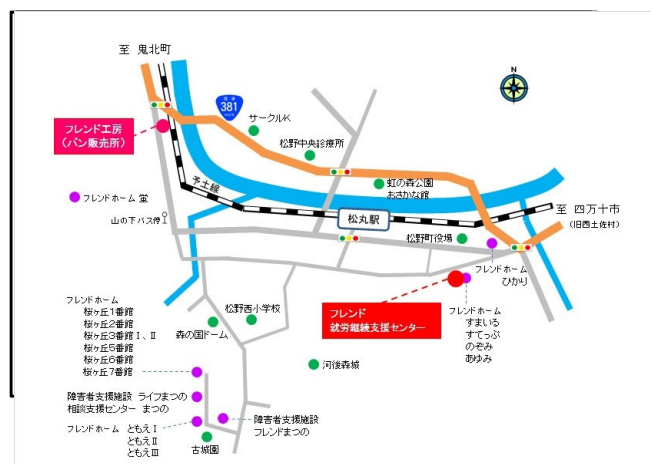 至 鬼北町
N
国道
381
サークルK
フレンド工房
(パン販売所)
松野中央診療所
虹の森公園
おさかな館
予土線
フレンドホーム 蛍
山の下バス停
松丸駅
至 四万十市
(旧西土佐村)
松野町役場
フレンドホーム
ひかり
フレンド
就労継続支援センター
フレンドホーム
すまいる
すてっぷ
のぞみ
あゆみ
フレンドホーム
桜ヶ丘1番館
桜ヶ丘2番館
桜ヶ丘3番館Ⅰ、Ⅱ
桜ヶ丘5番館
桜ヶ丘6番館
桜ヶ丘7番館
松野西小学校
森の国ドーム
河後森城
障害者支援施設 ライフまつの
相談支援センター まつの
障害者支援施設
フレンドまつの
フレンドホーム ともえⅠ
ともえⅡ
ともえⅢ
古城園